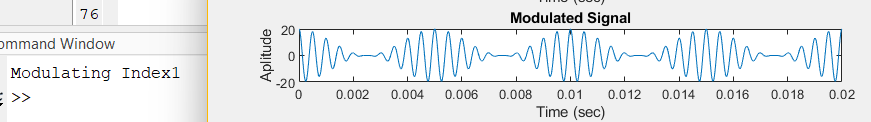 76
ommand Window
Modulating Index1
>>
Time (sec)
Modulated Signal
Aplitude
20
0
-20
0 0.002 0.004 0.006 0.008 0.01 0.012 0.014 0.016 0.018 0.02
Time (sec)